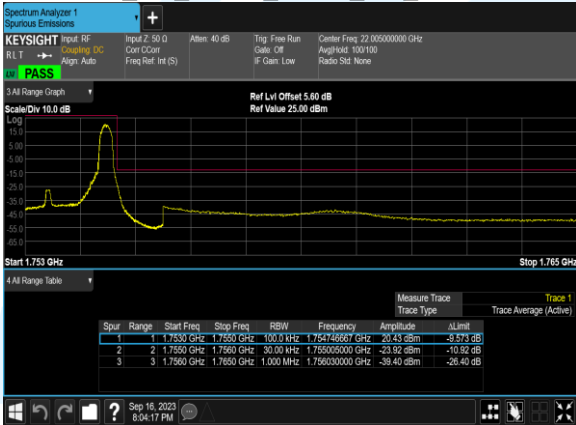 Spectrum Analyzer 1
Spurious Emissions
+
KEYSIGHT Input: RF Input Z: 50 Ω Atten: 40 dB Trig: Free Run Center Freq: 22.005000000 GHz
RLT Coupling: DC Corr CCorr Gate: Off Avg|Hold: 100/100
Align: Auto Freq Ref: Int (S) IF Gain: Low Radio Std: None
PASS
3 All Range Graph
Ref Lvl Offset 5.60 dB
Scale/Div 10.0 dB Ref Value 25.00 dBm
Log
15.0
5.00
-5.00
-15.0
-25.0
-35.0
-45.0
-55.0
-65.0
Start 1.753 GHz Stop 1.765 GHz
4 All Range Table
Measure Trace Trace 1
Trace Type Trace Average (Active)
Spur Range Start Freq Stop Freq RBW Frequency Amplitude ΔLimit
1 1 1.7530 GHz 1.7550 GHz 100.0 kHz 1.754746667 GHz 20.43 dBm -9.573 dB
2 2 1.7550 GHz 1.7560 GHz 30.00 kHz 1.755005000 GHz -23.92 dBm -10.92 dB
3 3 1.7560 GHz 1.7650 GHz 1.000 MHz 1.756030000 GHz -39.40 dBm -26.40 dB
? Sep 16, 2023
8:04:17 PM